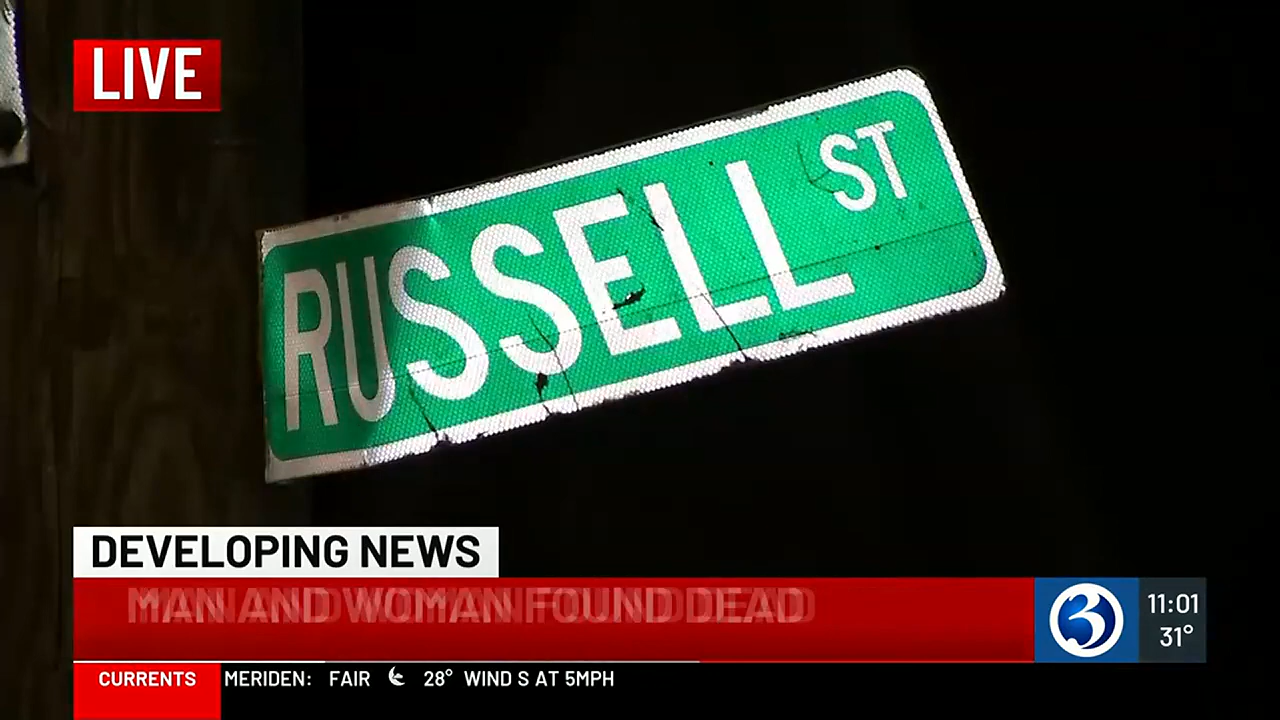 LIVE
RUSSELL ST
DEVELOPING NEWS
MAN AND WOMAN FOUND DEAD
3
11:01
31°
CURRENTS
MERIDEN: FAIR 28° WIND S AT 5MPH